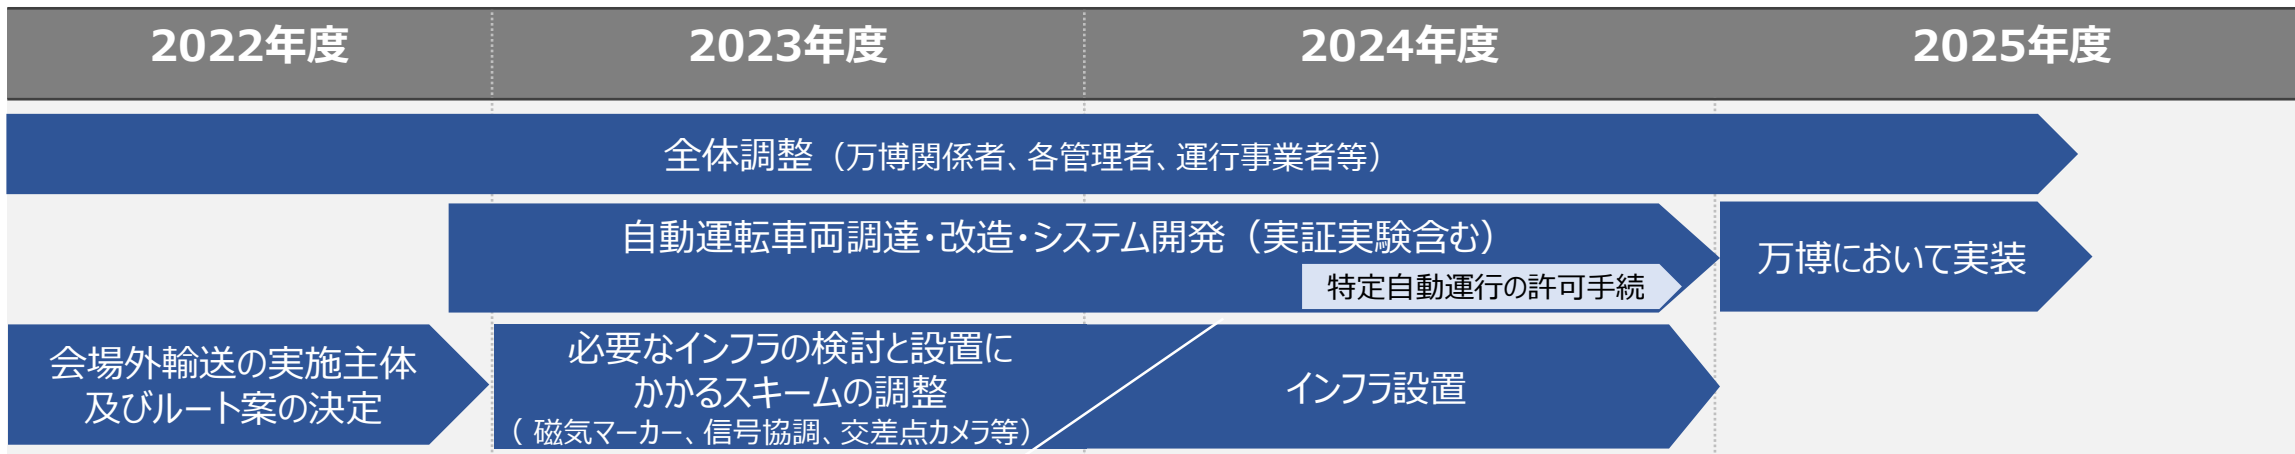 2022年度
2023年度
2024年度
2025年度
全体調整（万博関係者、各管理者、運行事業者等）
自動運転車両調達・改造・システム開発（実証実験含む）
特定自動運行の許可手続
万博において実装
会場外輸送の実施主体
及びルート案の決定
必要なインフラの検討と設置に
かかるスキームの調整
（ 磁気マーカー、信号協調、交差点カメラ等）
インフラ設置